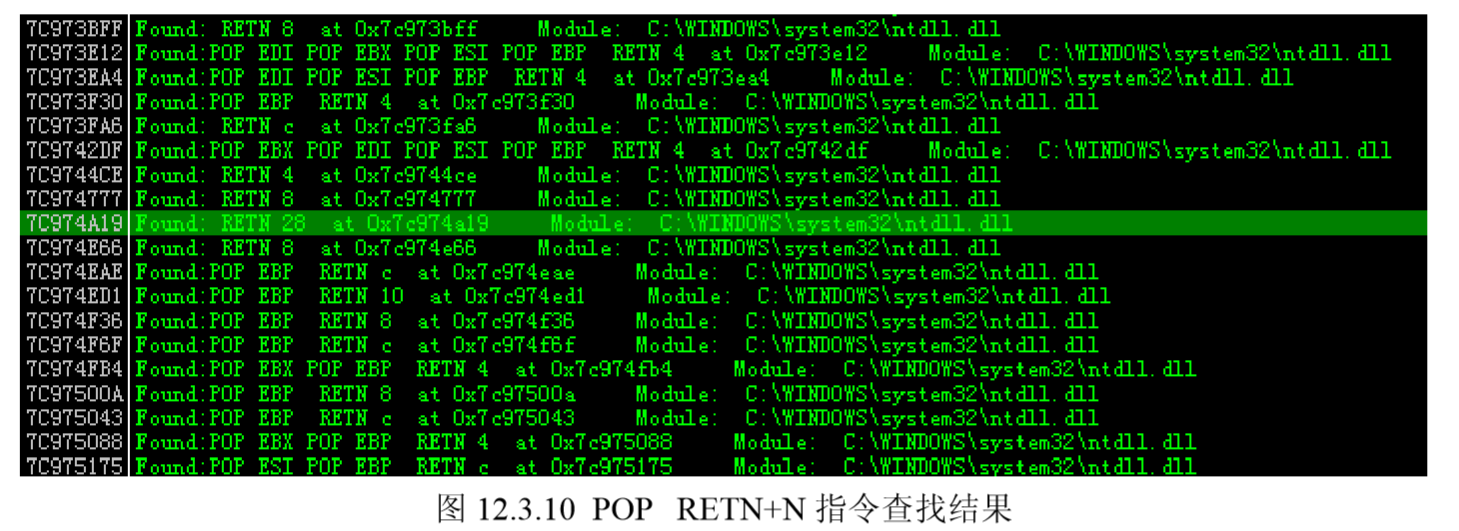 7C973BFF Found: RETN 8 at 0x7c973bff Module: C:\WINDOWS\system32\ntdll.dll
7C973E12 Found:POP EDI POP EBX POP ESI POP EBP RETN 4 at 0x7c973e12 Module: C:\WINDOWS\system32\ntdll.dll
7C973EA4 Found:POP EDI POP ESI POP EBP RETN 4 at 0x7c973ea4 Module: C:\WINDOWS\system32\ntdll.dll
7C973F30 Found:POP EBP RETN 4 at 0x7c973f30 Module: C:\WINDOWS\system32\ntdll.dll
7C973FA6 Found: RETN c at 0x7c973fa6 Module: C:\WINDOWS\system32\ntdll.dll
7C9742DF Found:POP EBX POP EDI POP ESI POP EBP RETN 4 at 0x7c9742df Module: C:\WINDOWS\system32\ntdll.dll
7C9744CE Found: RETN 4 at 0x7c9744ce Module: C:\WINDOWS\system32\ntdll.dll
7C974777 Found: RETN 8 at 0x7c974777 Module: C:\WINDOWS\system32\ntdll.dll
7C974A19 Found: RETN 28 at 0x7c974a19 Module: C:\WINDOWS\system32\ntdll.dll
7C974E66 Found: RETN 8 at 0x7c974e66 Module: C:\WINDOWS\system32\ntdll.dll
7C974EAE Found:POP EBP RETN c at 0x7c974eae Module: C:\WINDOWS\system32\ntdll.dll
7C974ED1 Found:POP EBP RETN 10 at 0x7c974ed1 Module: C:\WINDOWS\system32\ntdll.dll
7C974F36 Found:POP EBP RETN 8 at 0x7c974f36 Module: C:\WINDOWS\system32\ntdll.dll
7C974F6F Found:POP EBP RETN c at 0x7c974f6f Module: C:\WINDOWS\system32\ntdll.dll
7C974FB4 Found:POP EBX POP EBP RETN 4 at 0x7c974fb4 Module: C:\WINDOWS\system32\ntdll.dll
7C97500A Found:POP EBP RETN 8 at 0x7c97500a Module: C:\WINDOWS\system32\ntdll.dll
7C975043 Found:POP EBP RETN c at 0x7c975043 Module: C:\WINDOWS\system32\ntdll.dll
7C975088 Found:POP EBX POP EBP RETN 4 at 0x7c975088 Module: C:\WINDOWS\system32\ntdll.dll
7C975175 Found:POP ESI POP EBP RETN c at 0x7c975175 Module: C:\WINDOWS\system32\ntdll.dll
图 12.3.10 POP RETN+N 指令查找结果